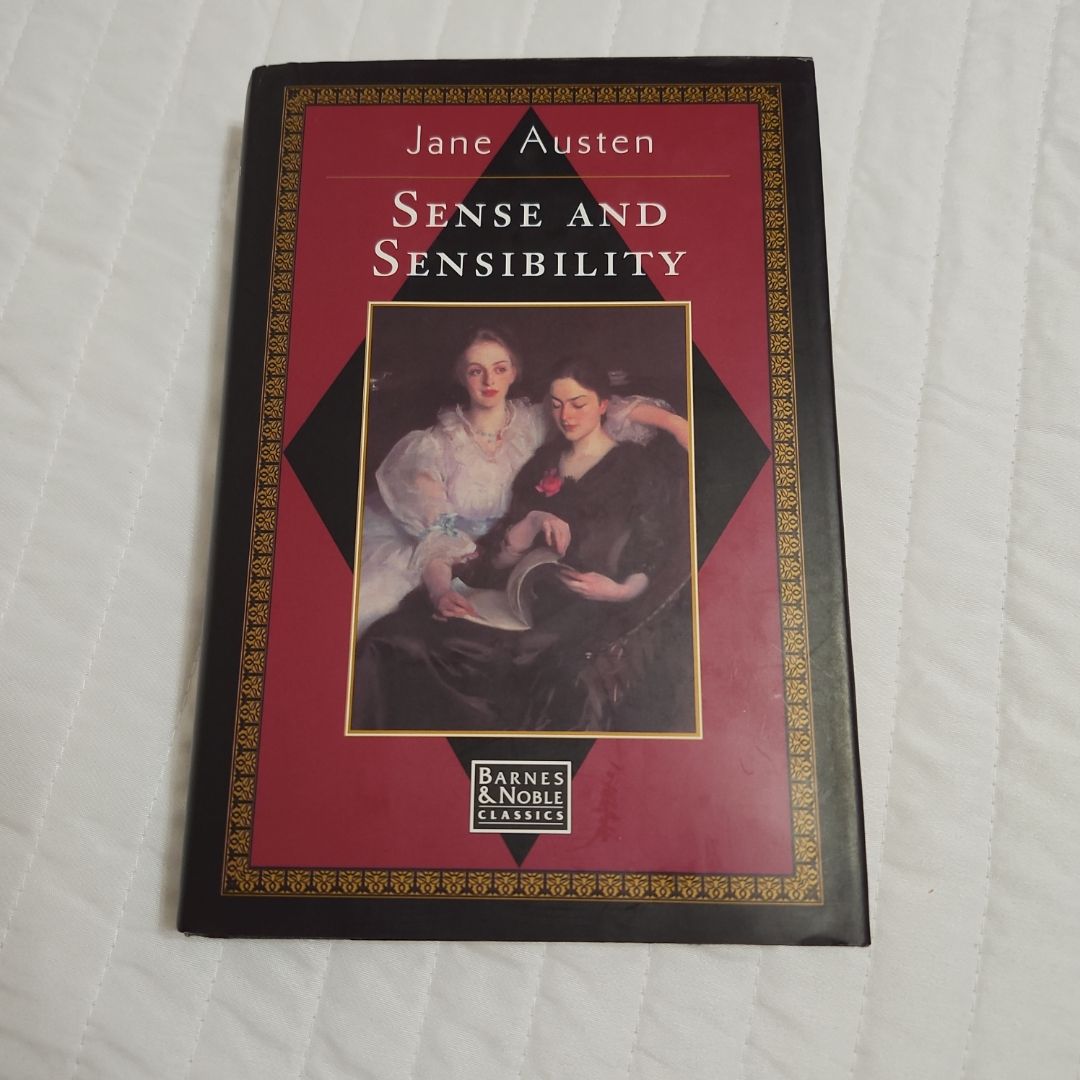 Jane Austen
SENSE AND
SENSIBILITY
BARNES
& NOBLE
CLASSICS